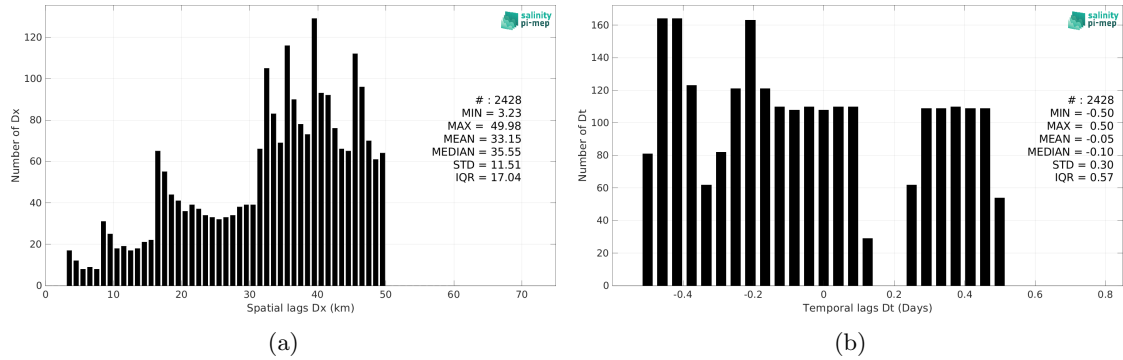 salinity
pi-mep
Number of Dx
120
100
80
60
40
20
0
# : 2428
MIN = 3.23
MAX = 49.98
MEAN = 33.15
MEDIAN = 35.55
STD = 11.51
IQR = 17.04
0 10 20 30 40 50 60 70
Spatial lags Dx (km)
(a)
salinity
pi-mep
Number of Dt
160
140
120
100
80
60
40
20
0
# : 2428
MIN = -0.50
MAX = 0.50
MEAN = -0.05
MEDIAN = -0.10
STD = 0.30
IQR = 0.57
-0.4 -0.2 0 0.2 0.4 0.6 0.8
Temporal lags Dt (Days)
(b)